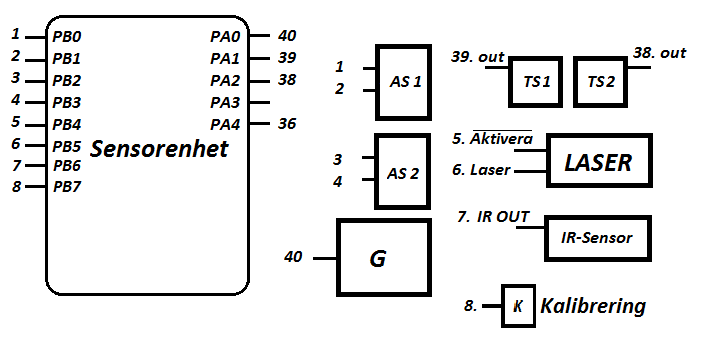 1 PB0 PA0 40
2 PB1 PA1 39
3 PB2 PA2 38
4 PB3 PA3
5 PB4 PA4 36
6 PB5
7 PB6
8 PB7
Sensorenhet
1
2
AS 1
3
4
AS 2
40
G
39. out
TS1
38. out
TS2
5. Aktivera
6. Laser
LASER
7. IR OUT
IR-Sensor
8.
K
Kalibrering